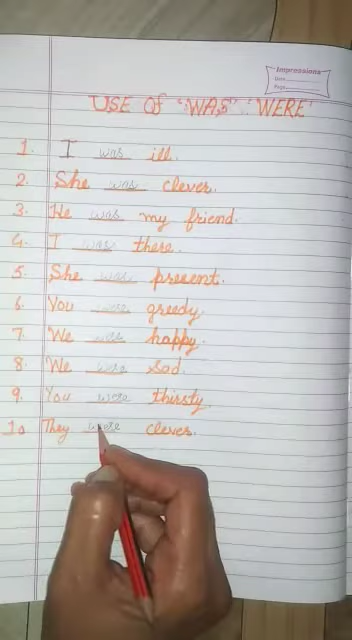 Impressions
Date
Page
USE Of "WAS" "WERE"
1. I was ill.
2. She was clever.
3. He was my friend.
4. I was there.
5. She was present.
6. You were greedy.
7. We were happy.
8. We were sad.
9. You were thirsty.
10 They were clever.